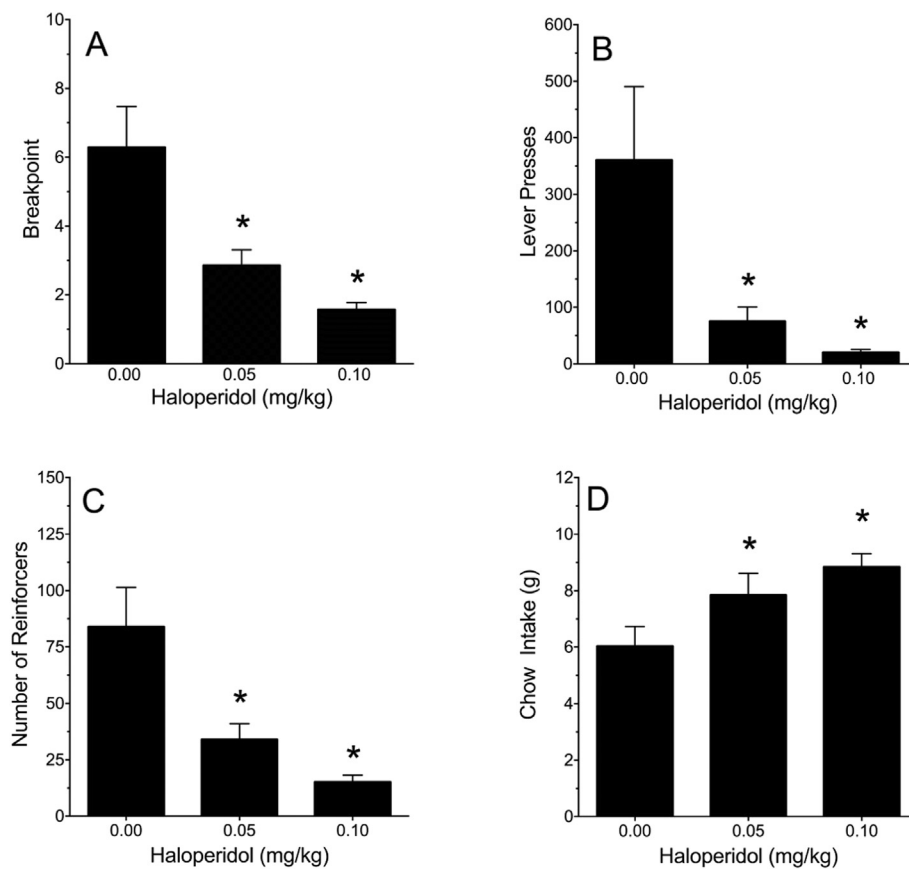 A
Breakpoint
10
8
6
4
2
0
*
*
0.00 0.05 0.10
Haloperidol (mg/kg)
B
Lever Presses
600
500
400
300
200
100
0
*
*
0.00 0.05 0.10
Haloperidol (mg/kg)
C
Number of Reinforcers
150
125
100
75
50
25
0
*
*
0.00 0.05 0.10
Haloperidol (mg/kg)
D
Chow Intake (g)
12
10
8
6
4
2
0
*
*
0.00 0.05 0.10
Haloperidol (mg/kg)